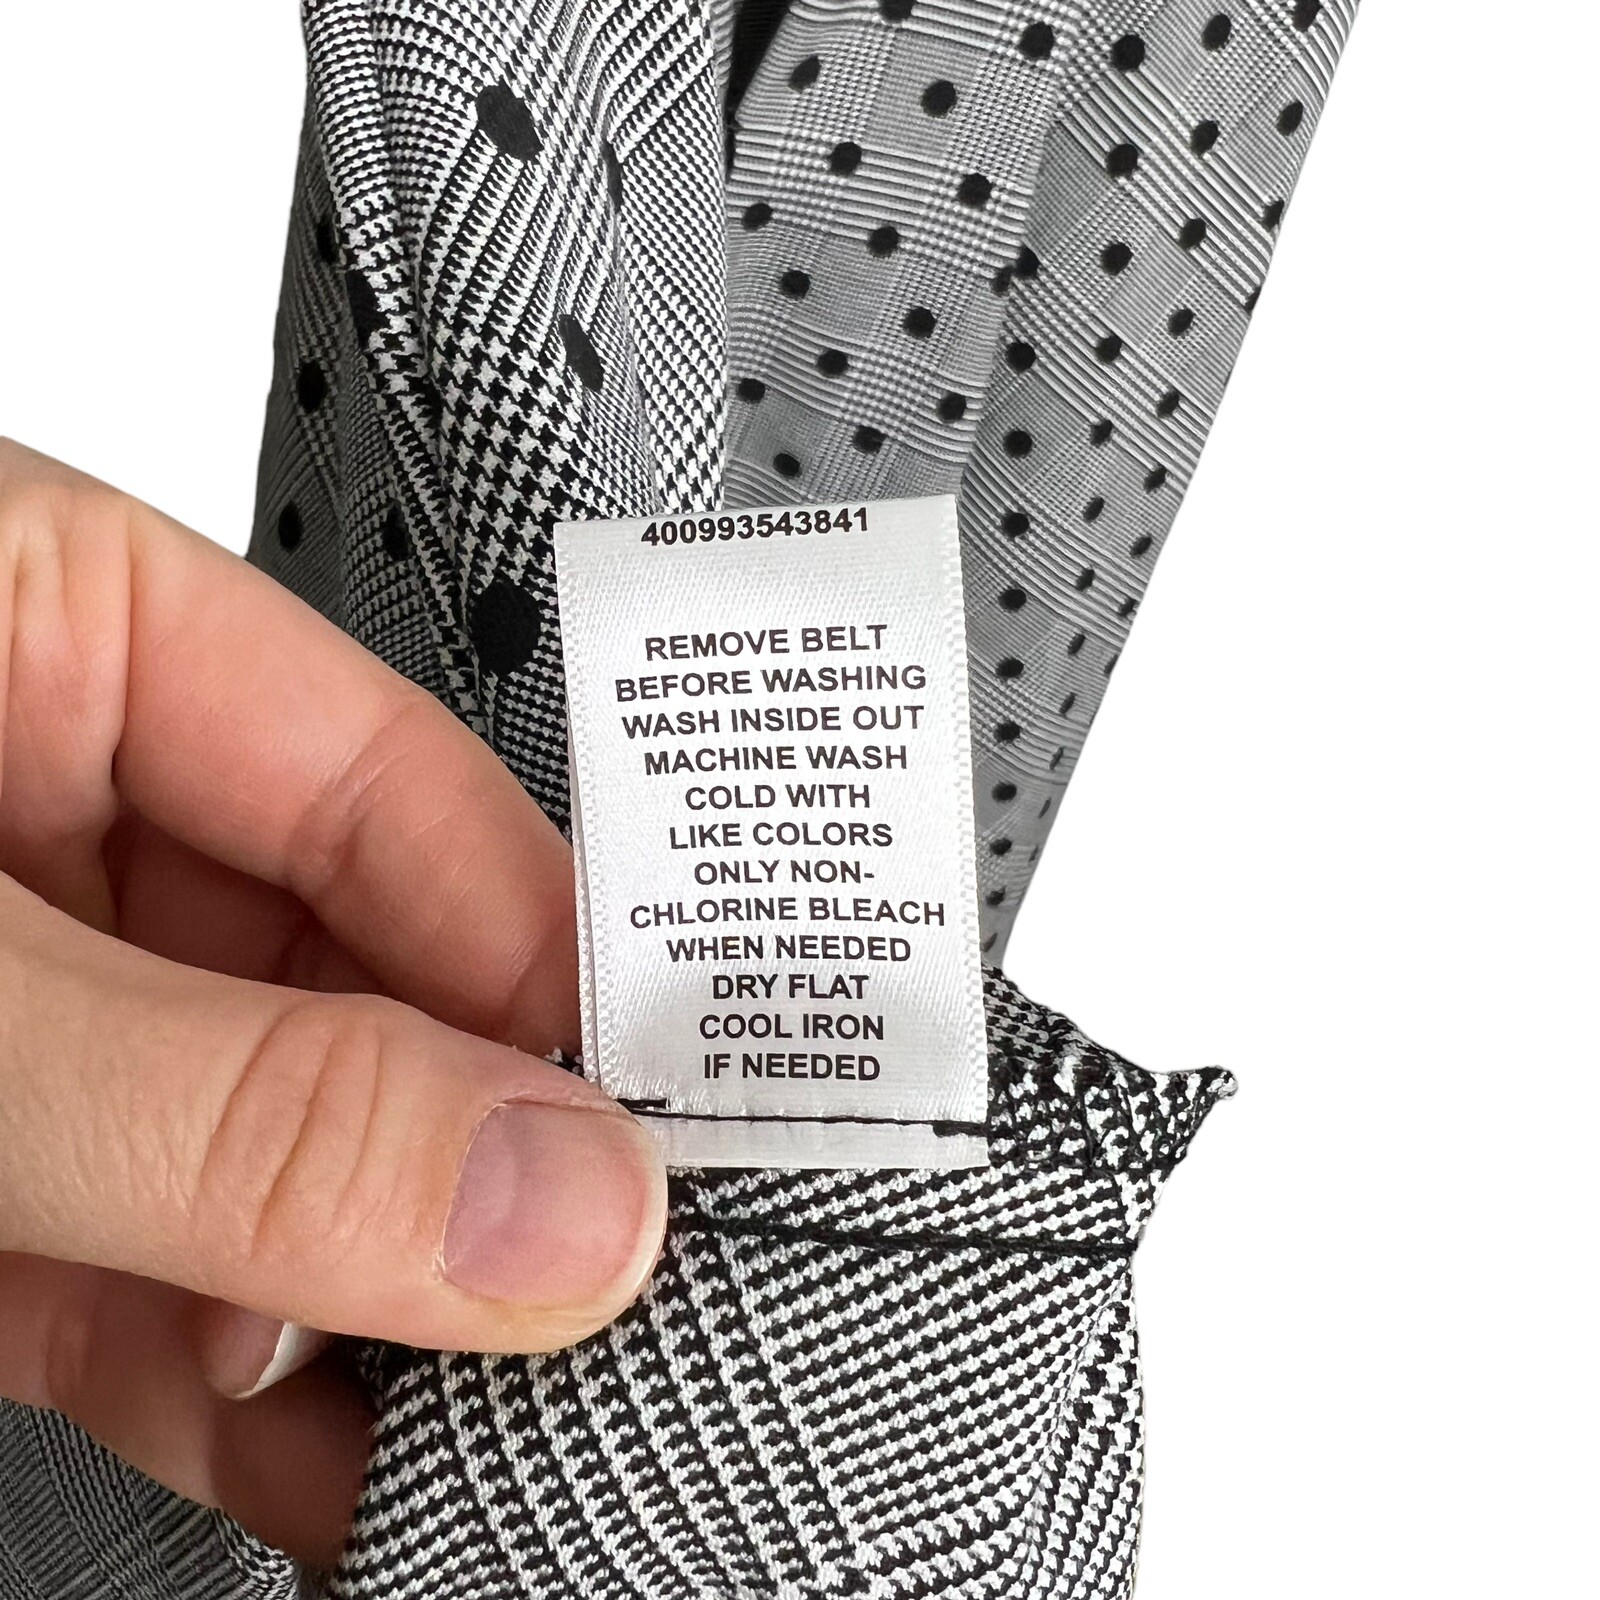 400993543841
REMOVE BELT
BEFORE WASHING
WASH INSIDE OUT
MACHINE WASH
COLD WITH
LIKE COLORS
ONLY NON-
CHLORINE BLEACH
WHEN NEEDED
DRY FLAT
COOL IRON
IF NEEDED